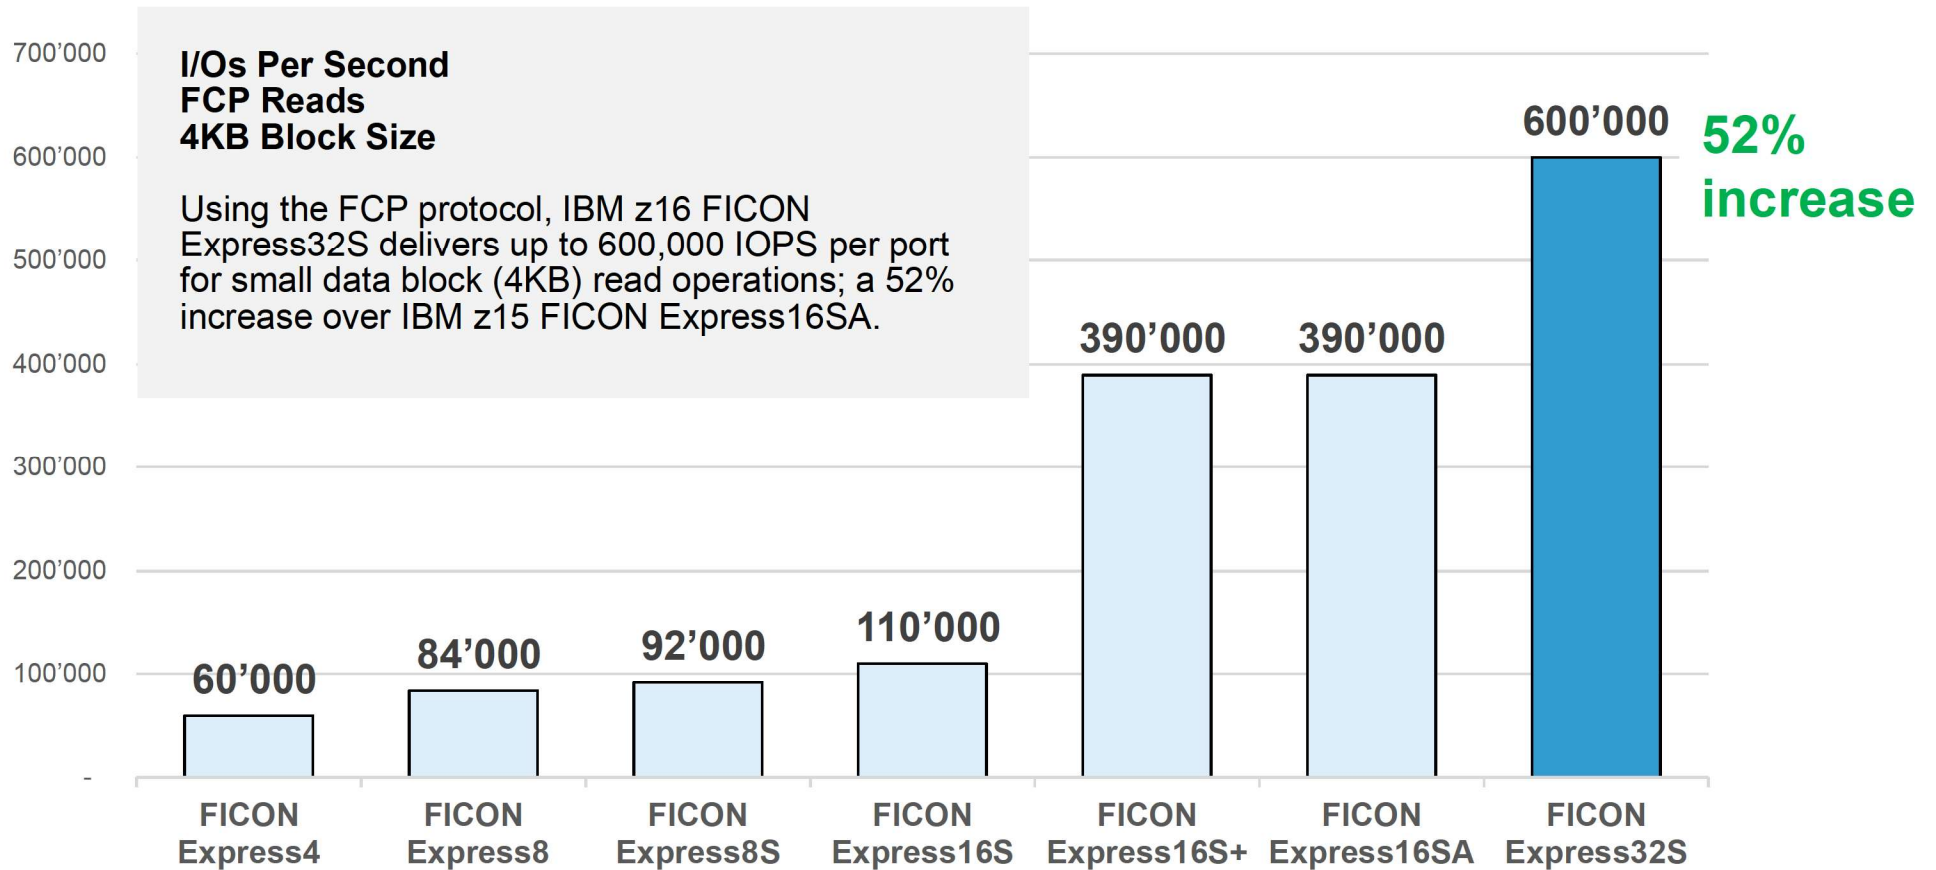 700’000
600’000
500’000
400’000
300’000
200’000
100’000
-
I/Os Per Second
FCP Reads
4KB Block Size
Using the FCP protocol, IBM z16 FICON
Express32S delivers up to 600,000 IOPS per port
for small data block (4KB) read operations; a 52%
increase over IBM z15 FICON Express16SA.
60’000
84’000
92’000
110’000
390’000
390’000
600’000
52%
increase
FICON
Express4
FICON
Express8
FICON
Express8S
FICON
Express16S
FICON
Express16S+
FICON
Express16SA
FICON
Express32S